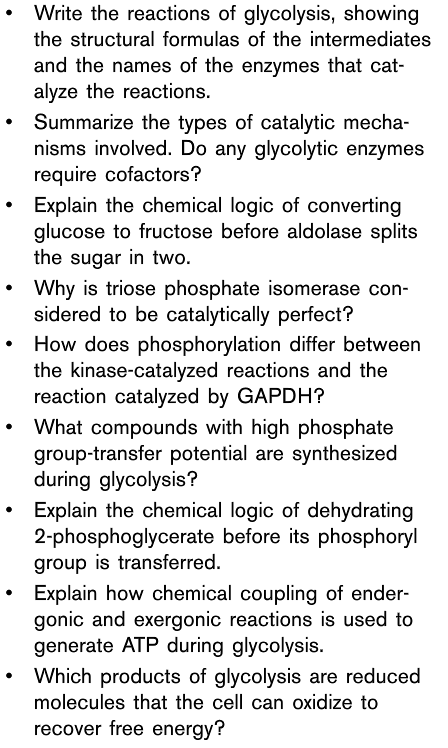 • Write the reactions of glycolysis, showing
the structural formulas of the intermediates
and the names of the enzymes that cat-
alyze the reactions.
• Summarize the types of catalytic mecha-
nisms involved. Do any glycolytic enzymes
require cofactors?
• Explain the chemical logic of converting
glucose to fructose before aldolase splits
the sugar in two.
• Why is triose phosphate isomerase con-
sidered to be catalytically perfect?
• How does phosphorylation differ between
the kinase-catalyzed reactions and the
reaction catalyzed by GAPDH?
• What compounds with high phosphate
group-transfer potential are synthesized
during glycolysis?
• Explain the chemical logic of dehydrating
2-phosphoglycerate before its phosphoryl
group is transferred.
• Explain how chemical coupling of ender-
gonic and exergonic reactions is used to
generate ATP during glycolysis.
• Which products of glycolysis are reduced
molecules that the cell can oxidize to
recover free energy?